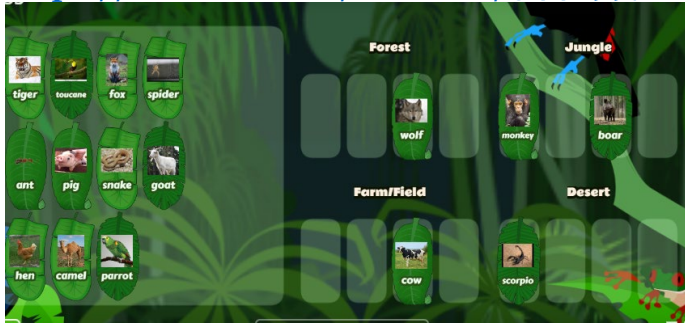 Forest
Jungle
tiger
toucane
fox
spider
wolf
monkey
boar
ant
pig
snake
goat
Farm/Field
Desert
hen
camel
parrot
cow
scorpio